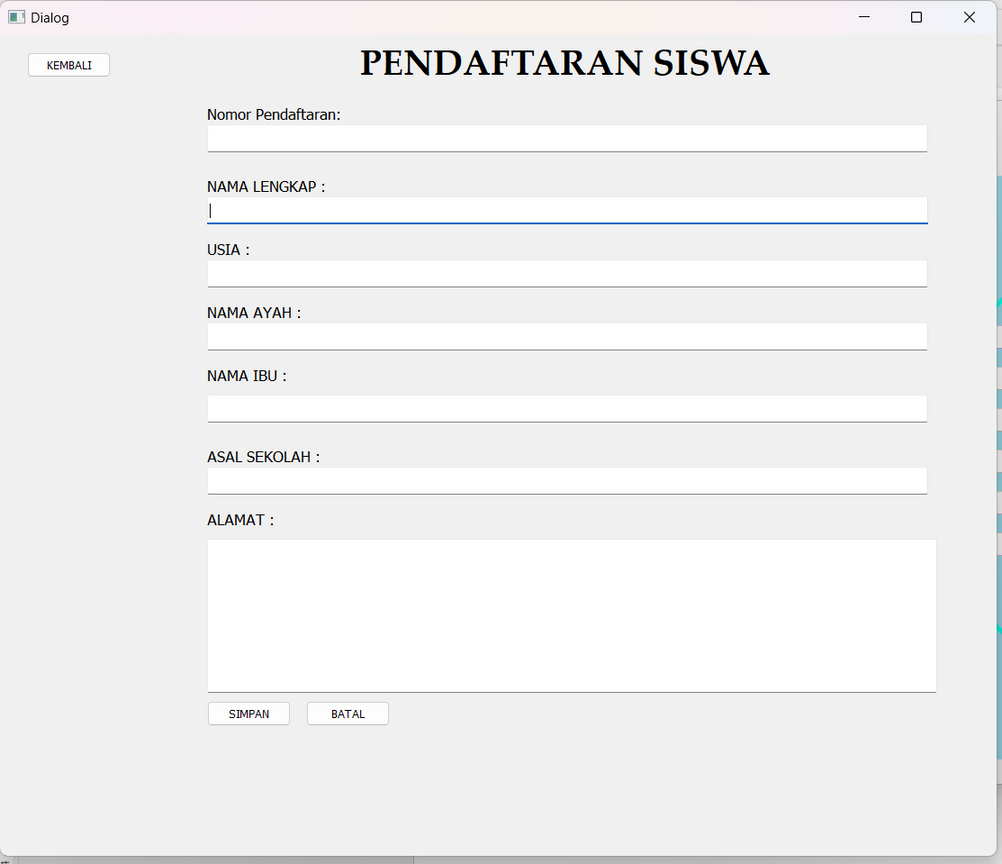 Dialog
KEMBALI
PENDAFTARAN SISWA
Nomor Pendaftaran:
NAMA LENGKAP :
USIA :
NAMA AYAH :
NAMA IBU :
ASAL SEKOLAH :
ALAMAT :
SIMPAN BATAL